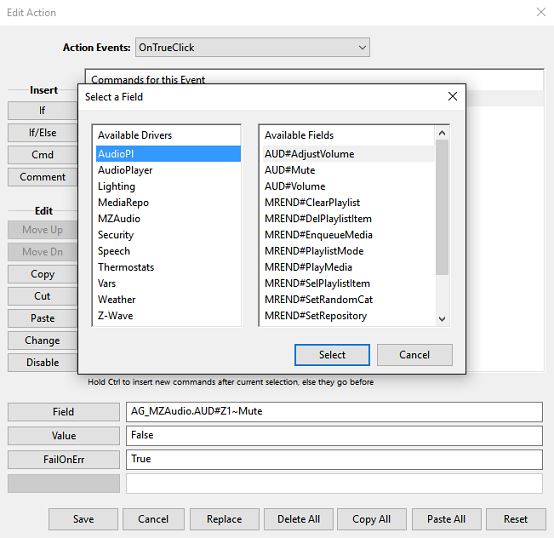 Edit Action
Action Events: OnTrueClick
Insert
If
If/Else
Cmd
Comment
Edit
Move Up
Move Dn
Copy
Cut
Paste
Change
Disable
Commands for this Event
Select a Field
Available Drivers
AudioPl
AudioPlayer
Lighting
MediaRepo
MZAudio
Security
Speech
Thermostats
Vars
Weather
Z-Wave
Available Fields
AUD#AdjustVolume
AUD#Mute
AUD#Volume
MREND#ClearPlaylist
MREND#DelPlaylistItem
MREND#EnqueueMedia
MREND#PlaylistMode
MREND#PlayMedia
MREND#SelPlaylistItem
MREND#SetRandomCat
MREND#SetRepository
Select Cancel
Hold Ctrl to insert new commands after current selection, else they go before
Field AG_MZAudio.AUD#Z1~Mute
Value False
FailOnErr True
Save Cancel Replace Delete All Copy All Paste All Reset